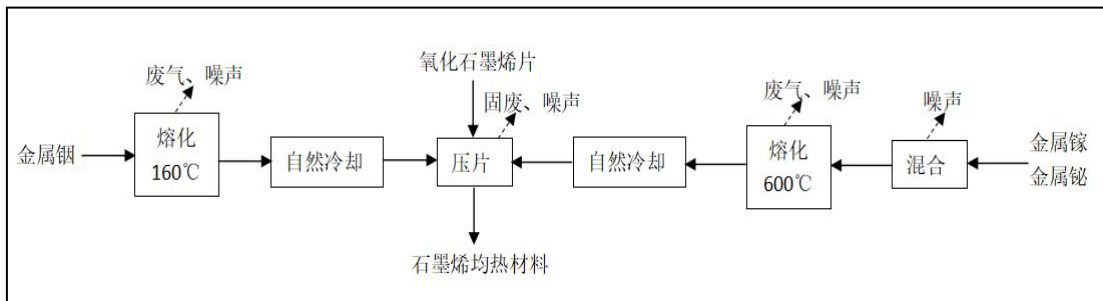 氧化石墨烯片
废气、噪声
固废、噪声
废气、噪声
噪声
金属铟
熔化
160℃
自然冷却
压片
自然冷却
熔化
600℃
混合
金属镓
金属铋
石墨烯均热材料